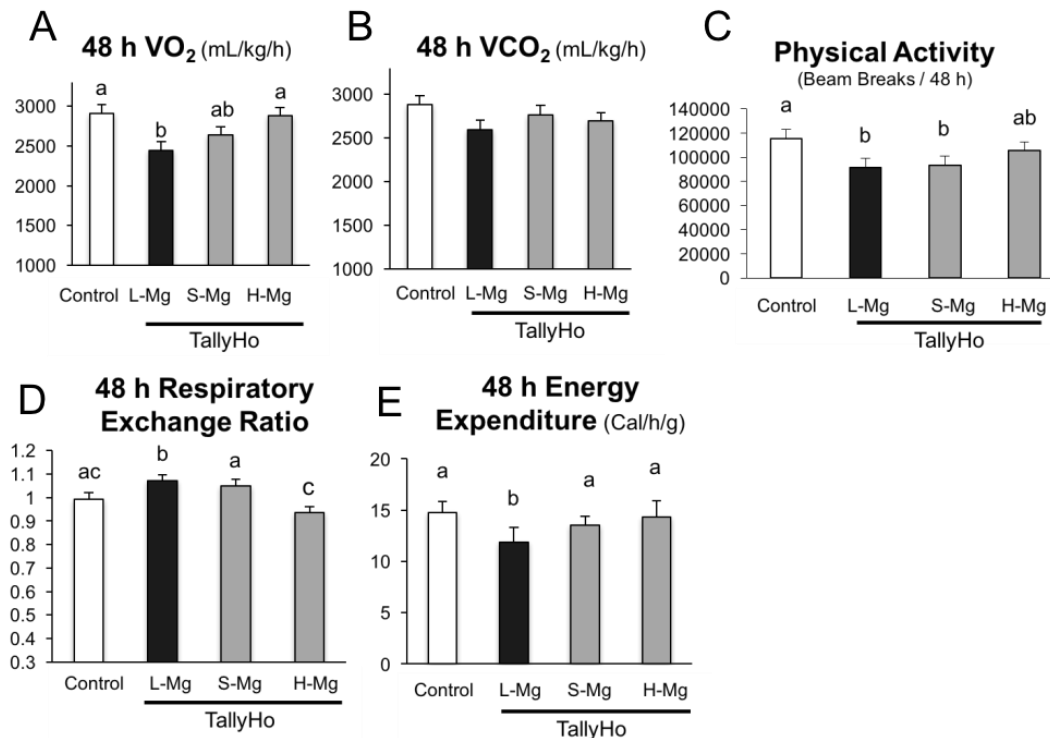 A
48 h VO₂ (mL/kg/h)
3000
2500
2000
1500
1000
a
b
ab
a
Control L-Mg S-Mg H-Mg
TallyHo
B
48 h VCO₂ (mL/kg/h)
3000
2500
2000
1500
1000
Control L-Mg S-Mg H-Mg
TallyHo
C
Physical Activity
(Beam Breaks / 48 h)
140000
120000
100000
80000
60000
40000
20000
0
a
b
b
ab
Control L-Mg S-Mg H-Mg
TallyHo
D
48 h Respiratory
Exchange Ratio
1.2
1.1
1
0.9
0.8
0.7
0.6
0.5
0.4
0.3
ac
b
a
c
Control L-Mg S-Mg H-Mg
TallyHo
E
48 h Energy
Expenditure (Cal/h/g)
20
15
10
5
0
a
b
a
a
Control L-Mg S-Mg H-Mg
TallyHo